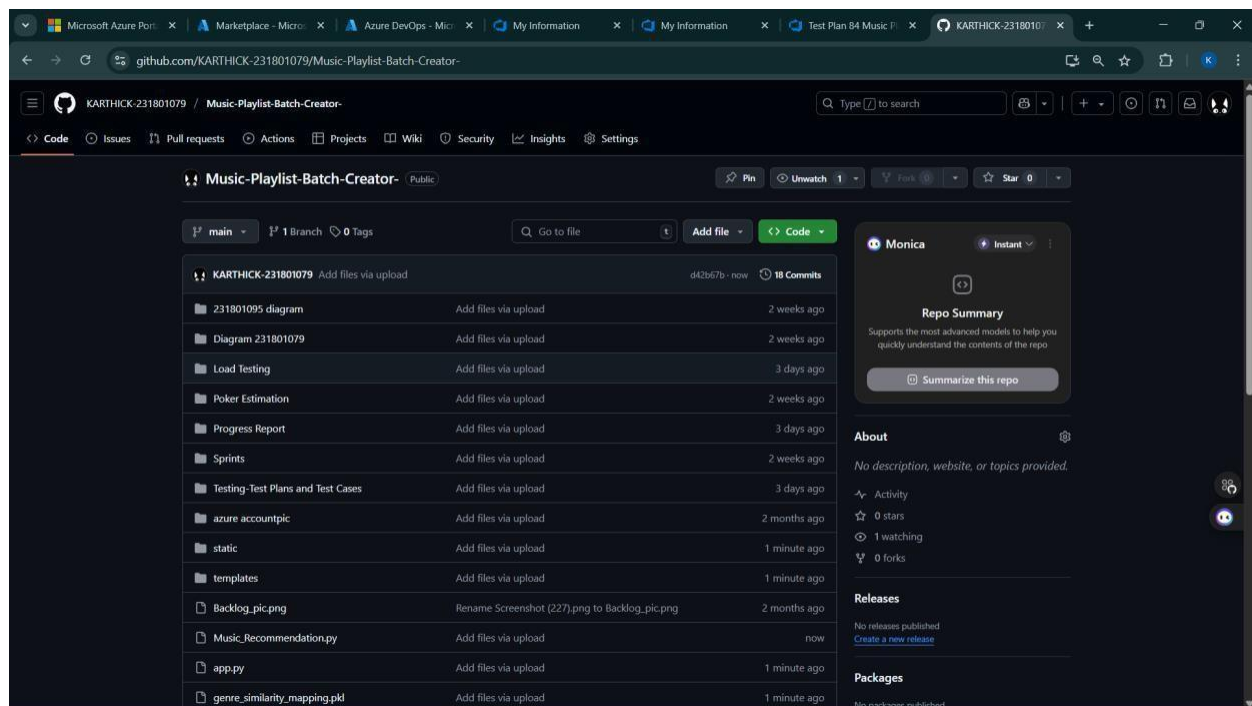 Microsoft Azure Port
Marketplace - Micros
Azure DevOps - Micr
My Information
My Information
Test Plan 84 Music Pl
KARTHICK-23180107
github.com/KARTHICK-231801079/Music-Playlist-Batch-Creator-
K
KARTHICK-231801079 / Music-Playlist-Batch-Creator-
Type / to search
Code Issues Pull requests Actions Projects Wiki Security Insights Settings
Music-Playlist-Batch-Creator- Public
Pin Unwatch 1 Fork 0 Star 0
main 1 Branch 0 Tags Go to file t Add file Code
KARTHICK-231801079 Add files via upload d42b67b · now 18 Commits
231801095 diagram Add files via upload 2 weeks ago
Diagram 231801079 Add files via upload 2 weeks ago
Load Testing Add files via upload 3 days ago
Poker Estimation Add files via upload 2 weeks ago
Progress Report Add files via upload 3 days ago
Sprints Add files via upload 2 weeks ago
Testing-Test Plans and Test Cases Add files via upload 3 days ago
azure accountpic Add files via upload 2 months ago
static Add files via upload 1 minute ago
templates Add files via upload 1 minute ago
Backlog_pic.png Rename Screenshot (227).png to Backlog_pic.png 2 months ago
Music_Recommendation.py Add files via upload now
app.py Add files via upload 1 minute ago
genre_similarity_mapping.pkl Add files via upload 1 minute ago
Monica Instant
Repo Summary
Supports the most advanced models to help you
quickly understand the contents of the repo
Summarize this repo
About
No description, website, or topics provided.
Activity
0 stars
1 watching
0 forks
Releases
No releases published
Create a new release
Packages
No packages published